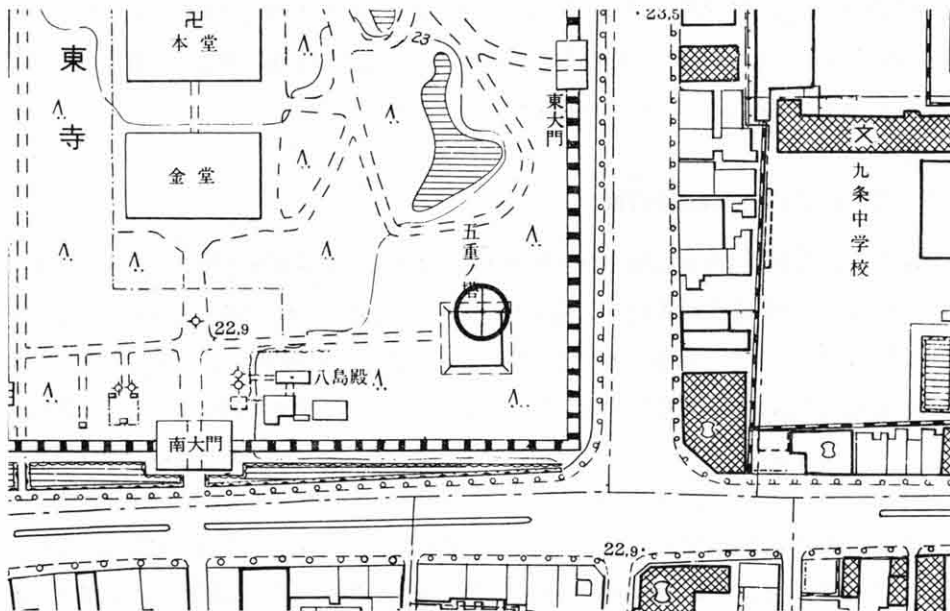 東寺
卍
本堂
23
23.5
東大門
文
金堂
九条中学校
五重ノ塔
22.9
八島殿
南大門
22.9